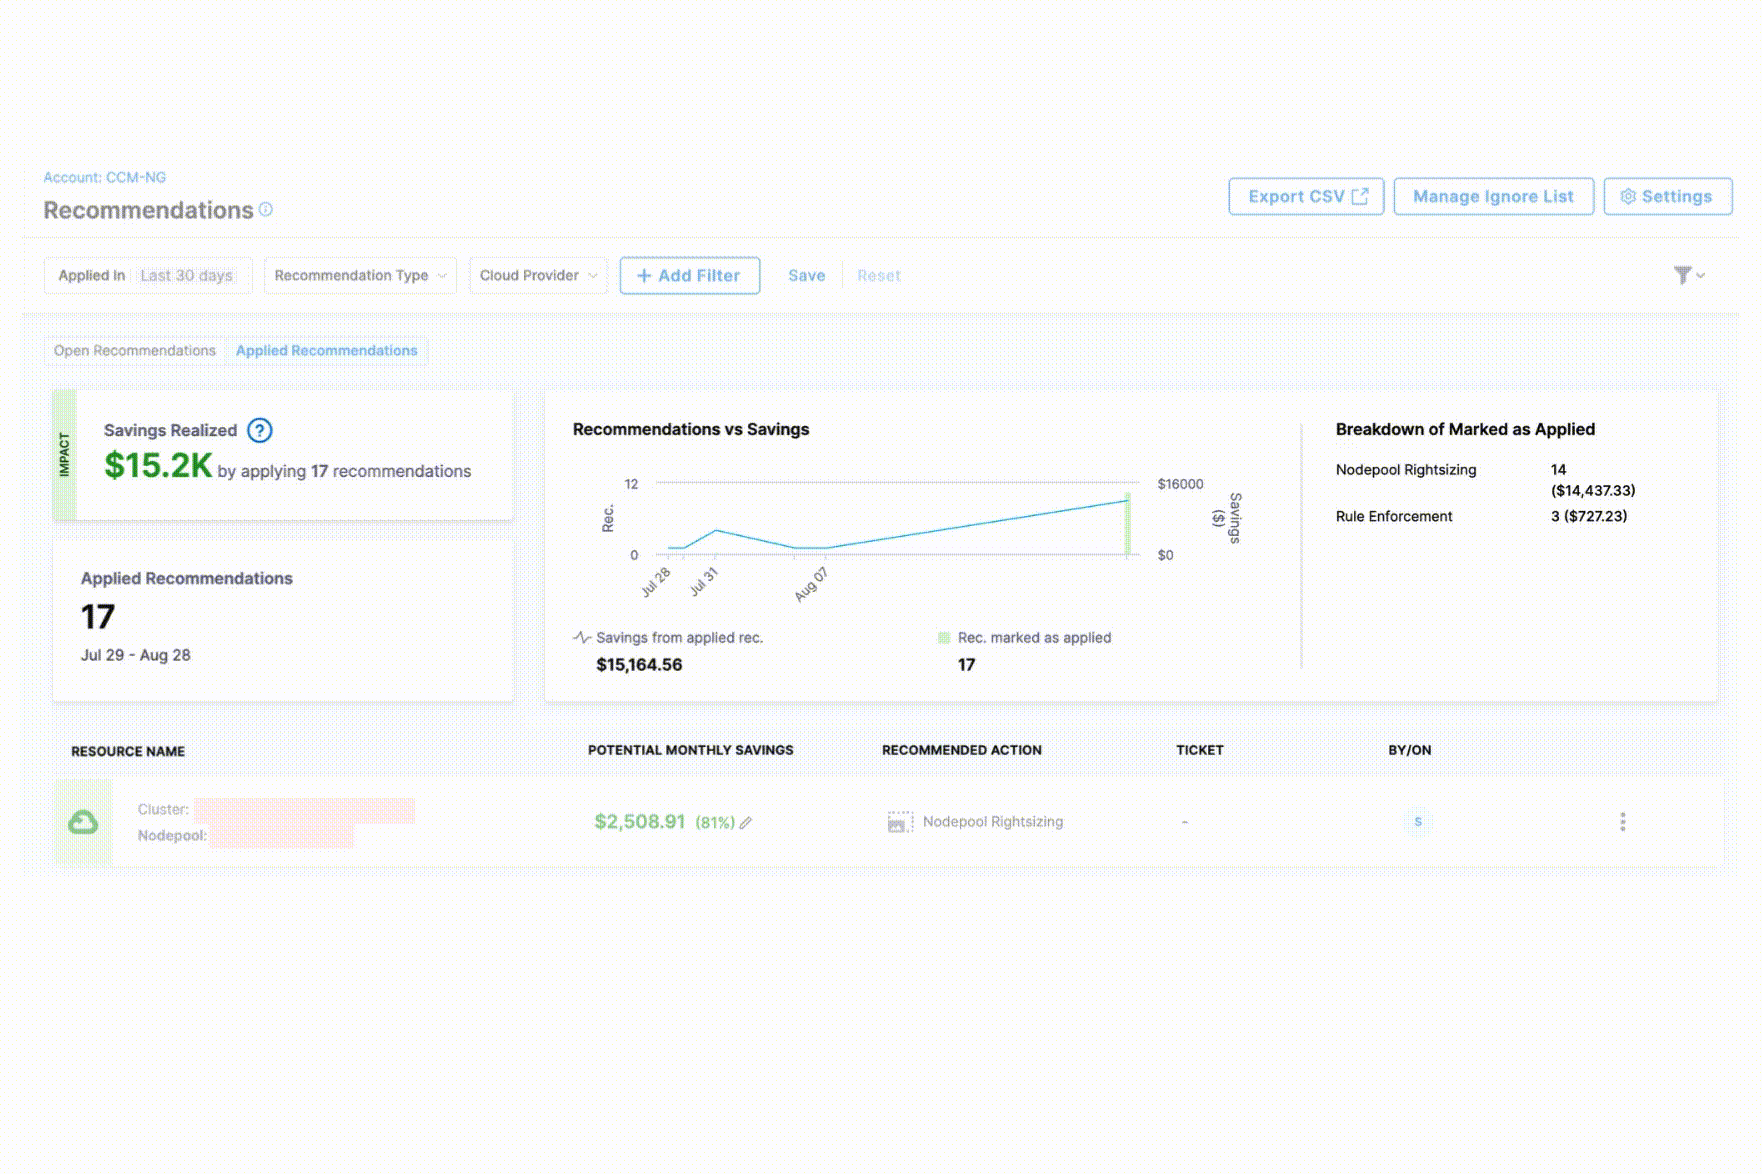 Account: CCM-NG
Recommendations
Export CSV
Manage Ignore List
Settings
Applied In Last 30 days
Recommendation Type
Cloud Provider
+ Add Filter
Save
Reset
Open Recommendations
Applied Recommendations
IMPACT
Savings Realized ?
$15.2K by applying 17 recommendations
Applied Recommendations
17
Jul 29 - Aug 28
Recommendations vs Savings
12
0
Rec.
$16000
$0
Savings
($)
Jul 28
Jul 31
Aug 07
Savings from applied rec.
$15,164.56
Rec. marked as applied
17
Breakdown of Marked as Applied
Nodepool Rightsizing 14
($14,437.33)
Rule Enforcement 3 ($727.23)
RESOURCE NAME POTENTIAL MONTHLY SAVINGS RECOMMENDED ACTION TICKET BY/ON
Cluster:
Nodepool:
$2,508.91 (81%)
Nodepool Rightsizing
-
S